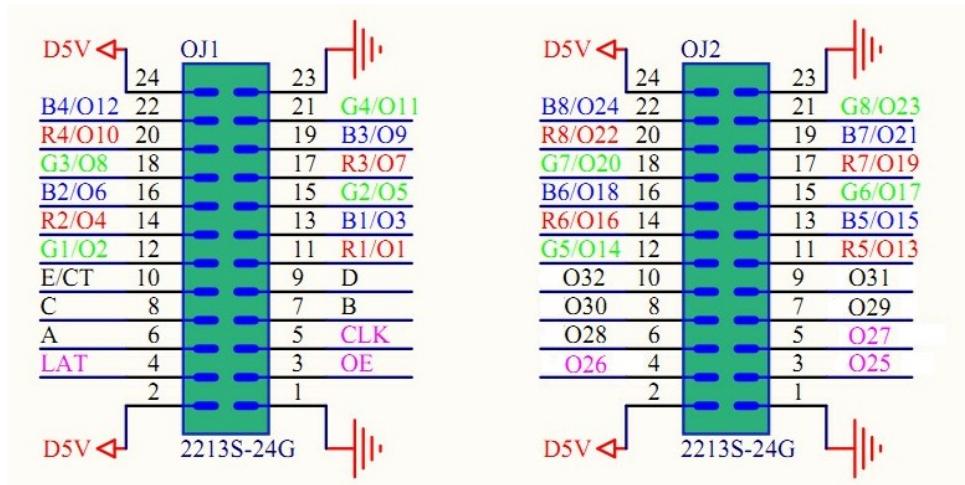 D5V OJ1 D5V OJ2
24 23 24 23
B4/O12 22 21 G4/O11 B8/O24 22 21 G8/O23
R4/O10 20 19 B3/O9 R8/O22 20 19 B7/O21
G3/O8 18 17 R3/O7 G7/O20 18 17 R7/O19
B2/O6 16 15 G2/O5 B6/O18 16 15 G6/O17
R2/O4 14 13 B1/O3 R6/O16 14 13 B5/O15
G1/O2 12 11 R1/O1 G5/O14 12 11 R5/O13
E/CT 10 9 D O32 10 9 O31
C 8 7 B O30 8 7 O29
A 6 5 CLK O28 6 5 O27
LAT 4 3 OE O26 4 3 O25
2 1 2 1
D5V 2213S-24G D5V 2213S-24G